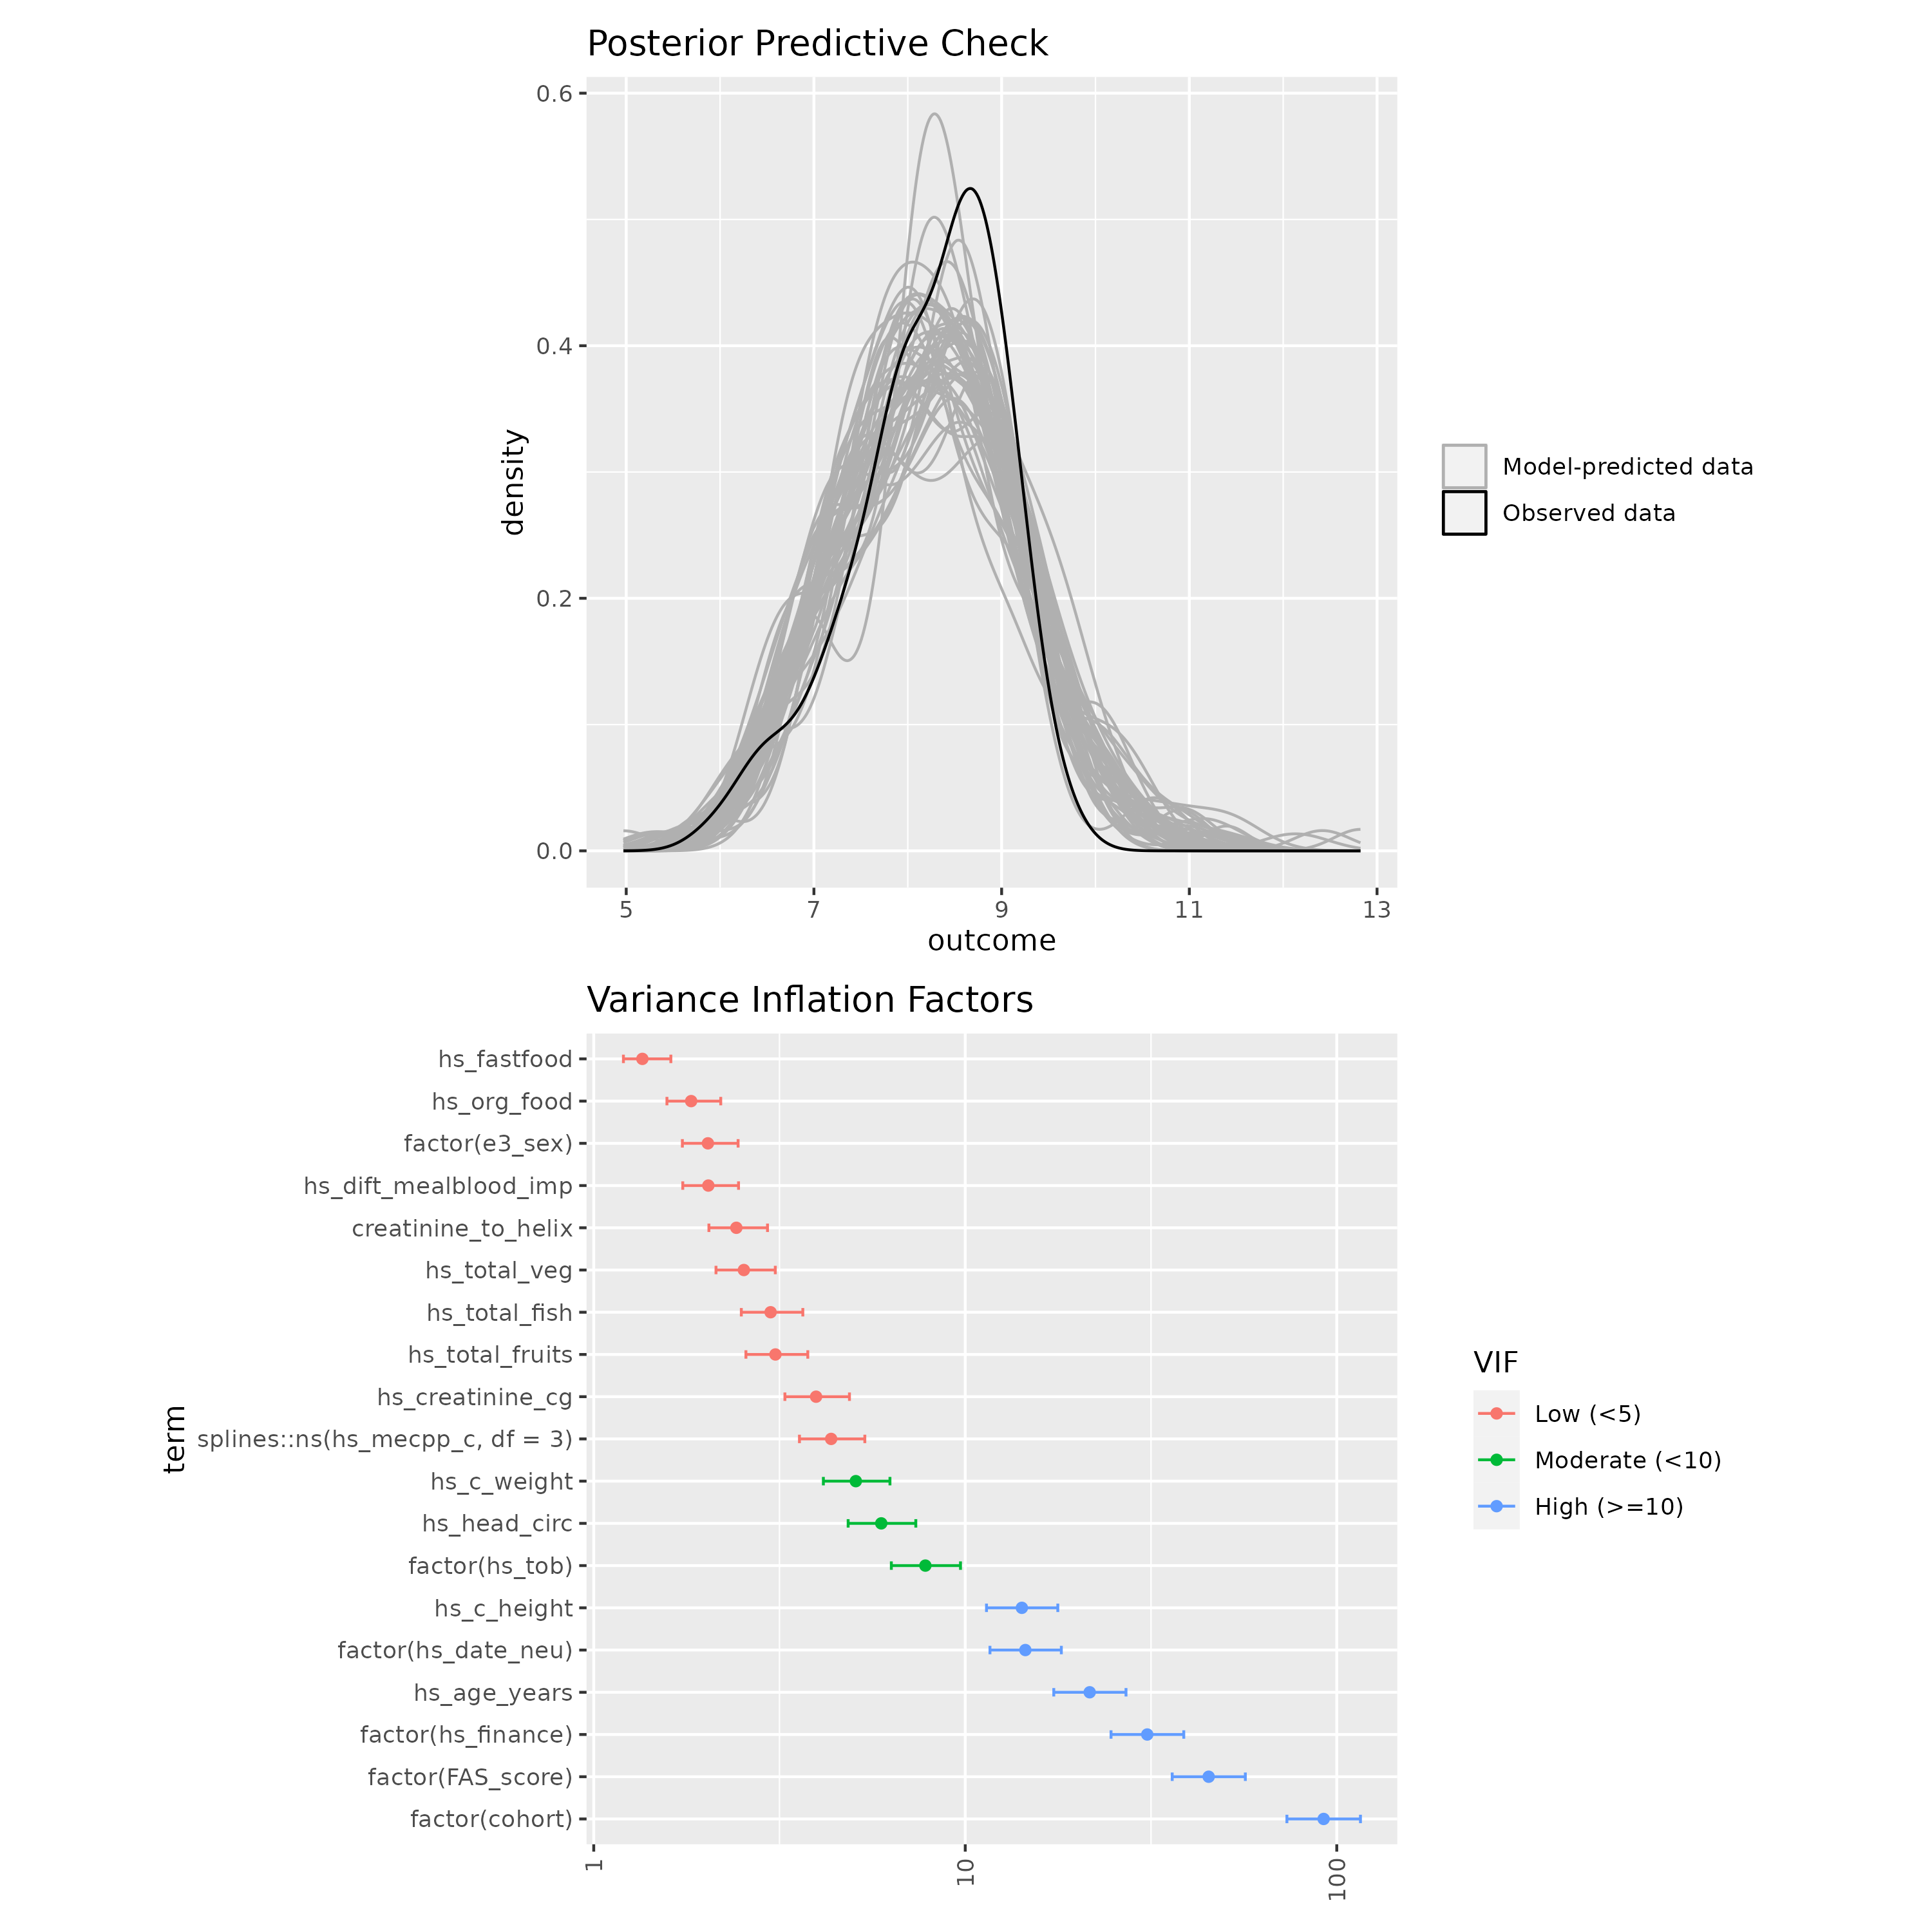 Posterior Predictive Check
0.6
0.4
0.2
0.0
density
5
7
9
11
13
outcome
Model-predicted data
Observed data
Variance Inflation Factors
term
hs_fastfood
hs_org_food
factor(e3_sex)
hs_dift_mealblood_imp
creatinine_to_helix
hs_total_veg
hs_total_fish
hs_total_fruits
hs_creatinine_cg
splines::ns(hs_mecpp_c, df = 3)
hs_c_weight
hs_head_circ
factor(hs_tob)
hs_c_height
factor(hs_date_neu)
hs_age_years
factor(hs_finance)
factor(FAS_score)
factor(cohort)
1
10
100
VIF
Low (<5)
Moderate (<10)
High (>=10)